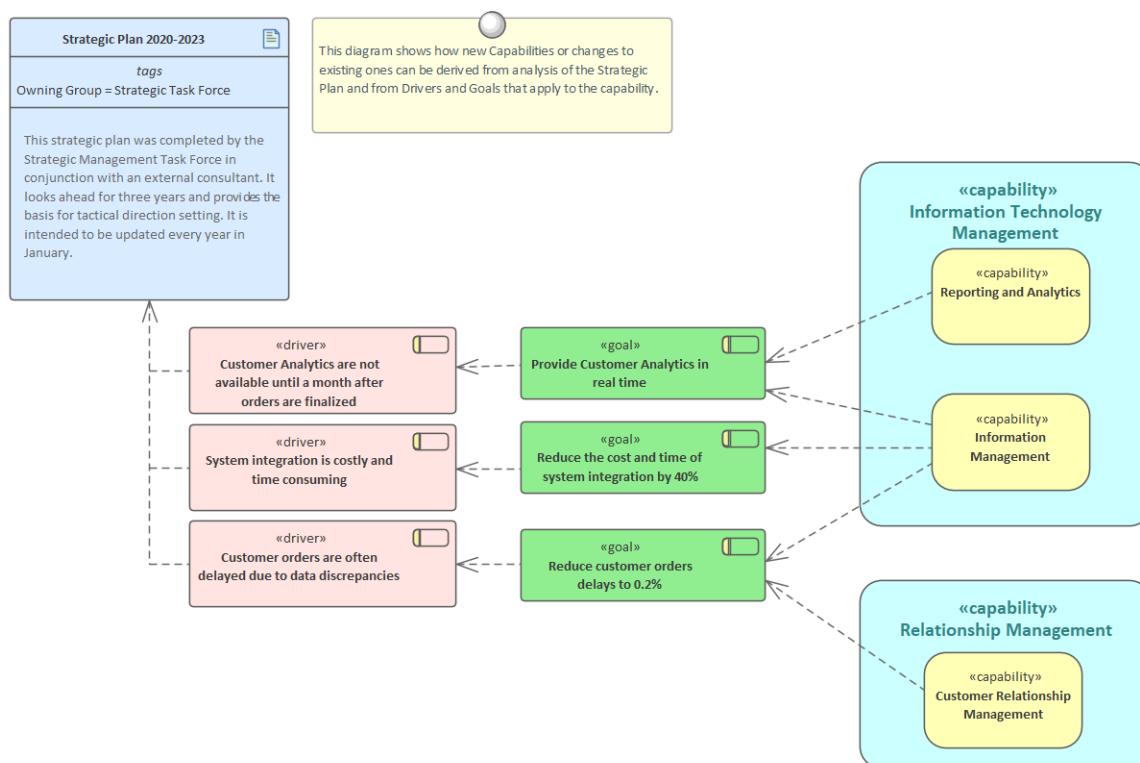 Strategic Plan 2020-2023
tags
Owning Group = Strategic Task Force
This strategic plan was completed by the
Strategic Management Task Force in
conjunction with an external consultant. It
looks ahead for three years and provides the
basis for tactical direction setting. It is
intended to be updated every year in
January.
This diagram shows how new Capabilities or changes to
existing ones can be derived from analysis of the Strategic
Plan and from Drivers and Goals that apply to the capability.
«driver»
Customer Analytics are not
available until a month after
orders are finalized
«driver»
System integration is costly and
time consuming
«driver»
Customer orders are often
delayed due to data discrepancies
«goal»
Provide Customer Analytics in
real time
«goal»
Reduce the cost and time of
system integration by 40%
«goal»
Reduce customer orders
delays to 0.2%
«capability»
Information Technology
Management
«capability»
Reporting and Analytics
«capability»
Information
Management
«capability»
Relationship Management
«capability»
Customer Relationship
Management